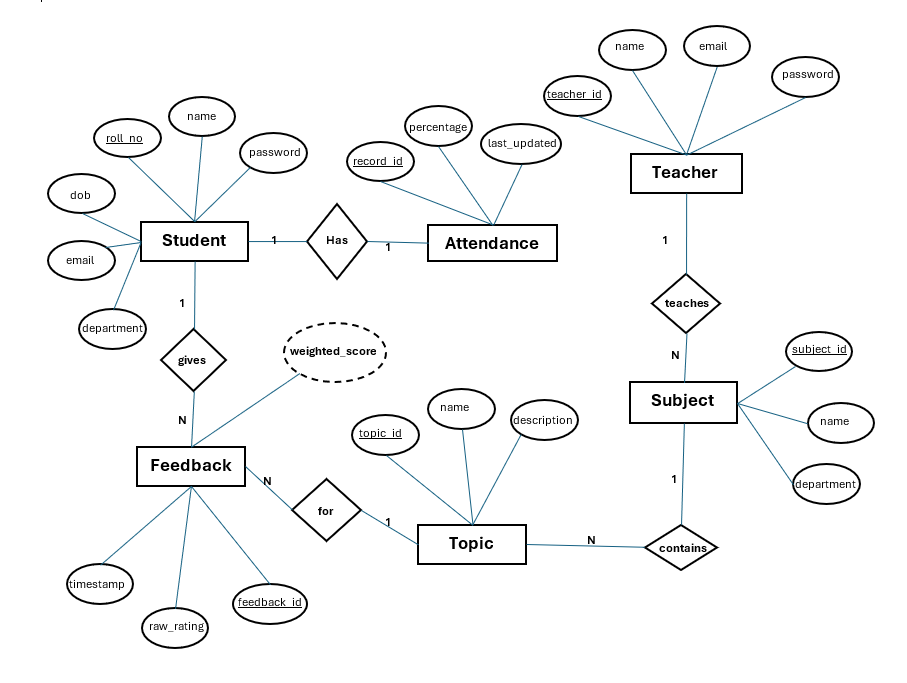 name
email
password
teacher_id
name
roll_no
password
percentage
record_id
last_updated
Teacher
dob
Student
1
Has
1
Attendance
email
1
department
1
teaches
gives
weighted_score
N
subject_id
N
topic_id
name
description
Subject
name
Feedback
N
for
1
Topic
N
1
contains
department
timestamp
raw_rating
feedback_id